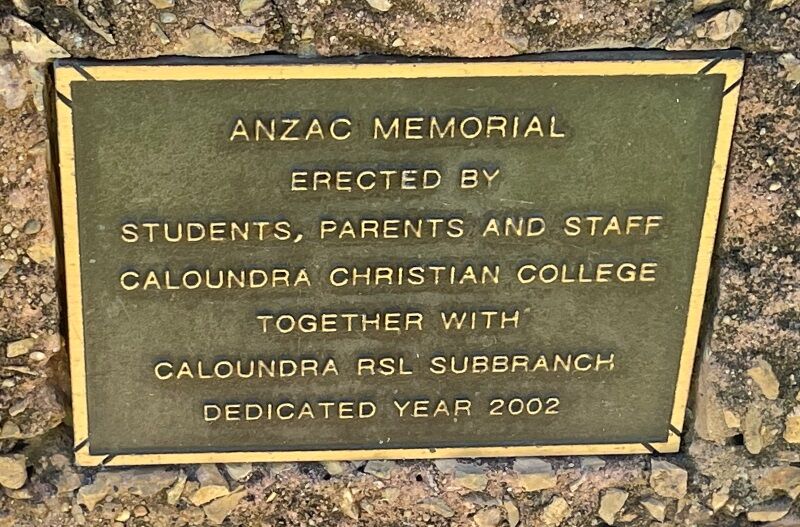 ANZAC MEMORIAL
ERECTED BY
STUDENTS, PARENTS AND STAFF
CALOUNDRA CHRISTIAN COLLEGE
TOGETHER WITH
CALOUNDRA RSL SUBBRANCH
DEDICATED YEAR 2002